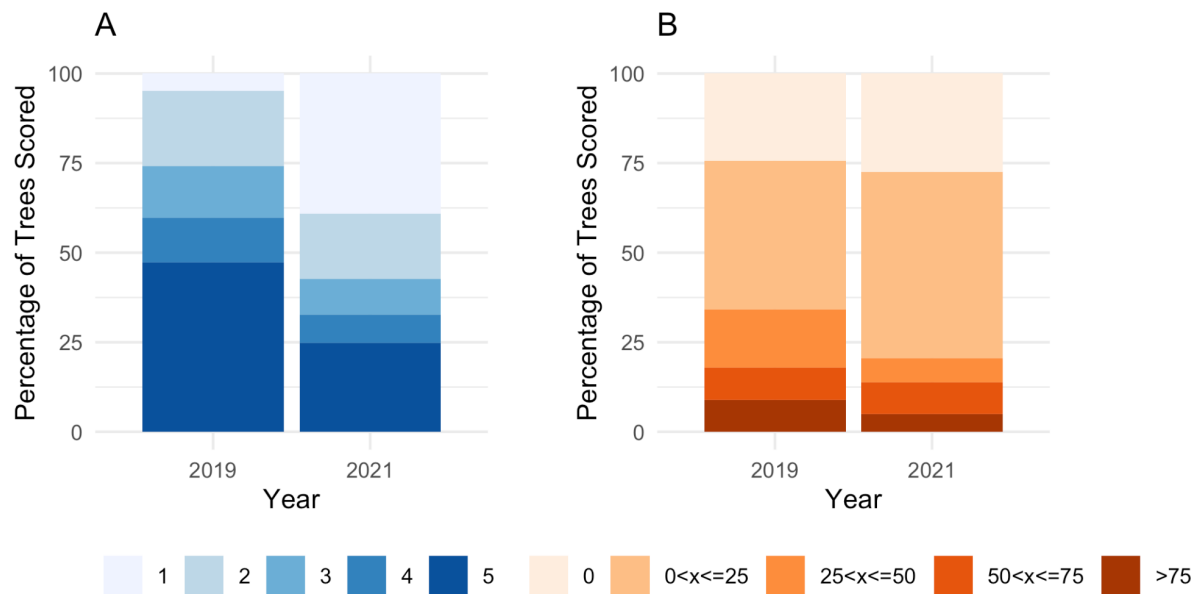 A
Percentage of Trees Scored
100
75
50
25
0
2019 2021
Year
B
Percentage of Trees Scored
100
75
50
25
0
2019 2021
Year
1 2 3 4 5
0 0<x<=25 25<x<=50 50<x<=75 >75